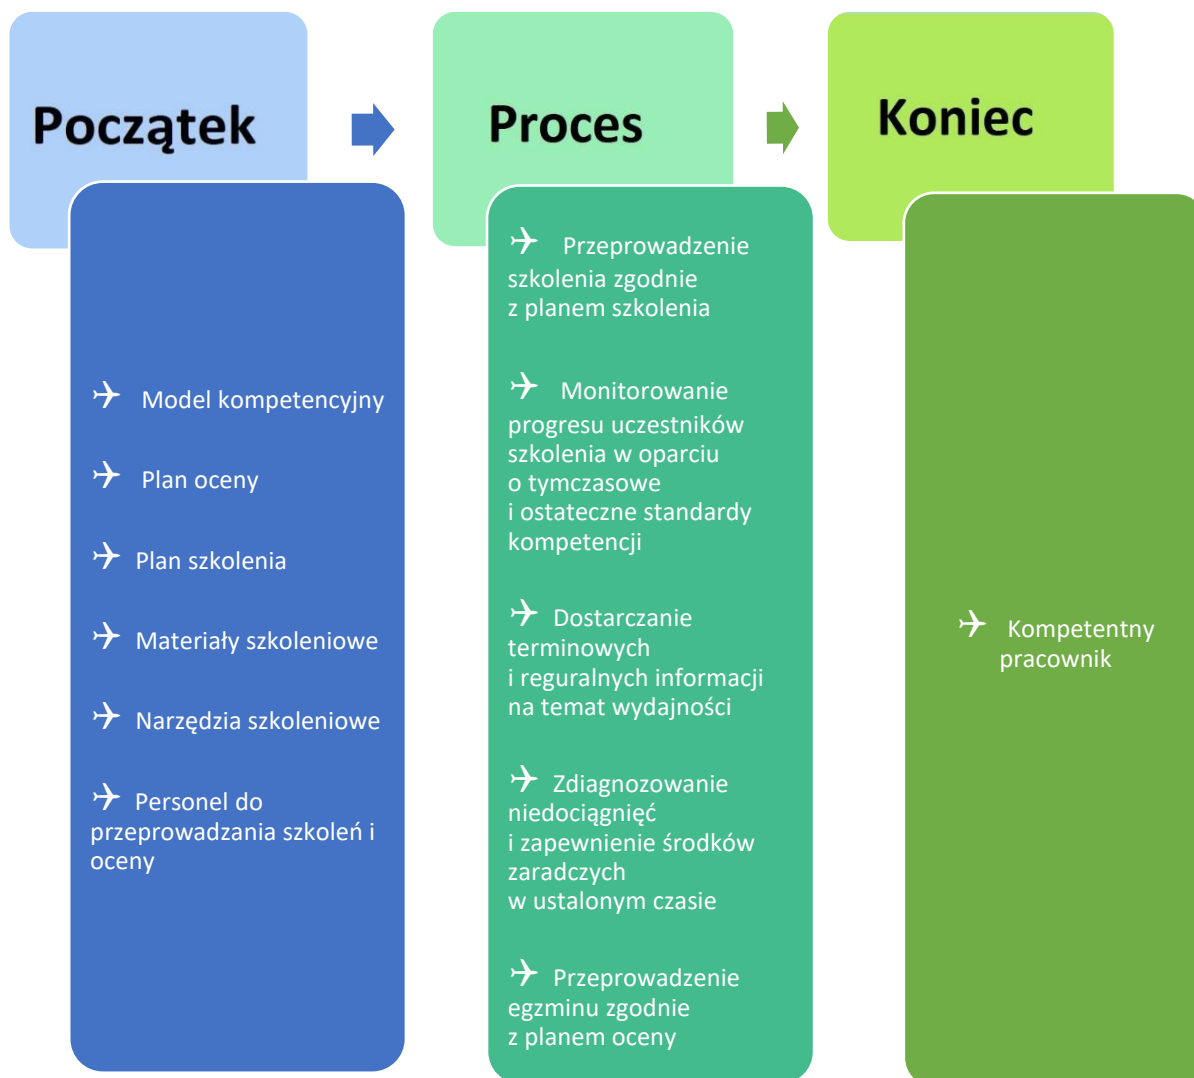 Początek
Model kompetencyjny
Plan oceny
Plan szkolenia
Materiały szkoleniowe
Narzędzia szkoleniowe
Personel do
przeprowadzania szkoleń i
oceny
Proces
Przeprowadzenie
szkolenia zgodnie
z planem szkolenia
Monitorowanie
progresu uczestników
szkolenia w oparciu
o tymczasowe
i ostateczne standardy
kompetencji
Dostarczanie
terminowych
i reguralnych informacji
na temat wydajności
Zdiagnozowanie
niedociągnięć
i zapewnienie środków
zaradczych
w ustalonym czasie
Przeprowadzenie
egzminu zgodnie
z planem oceny
Koniec
Kompetentny
pracownik